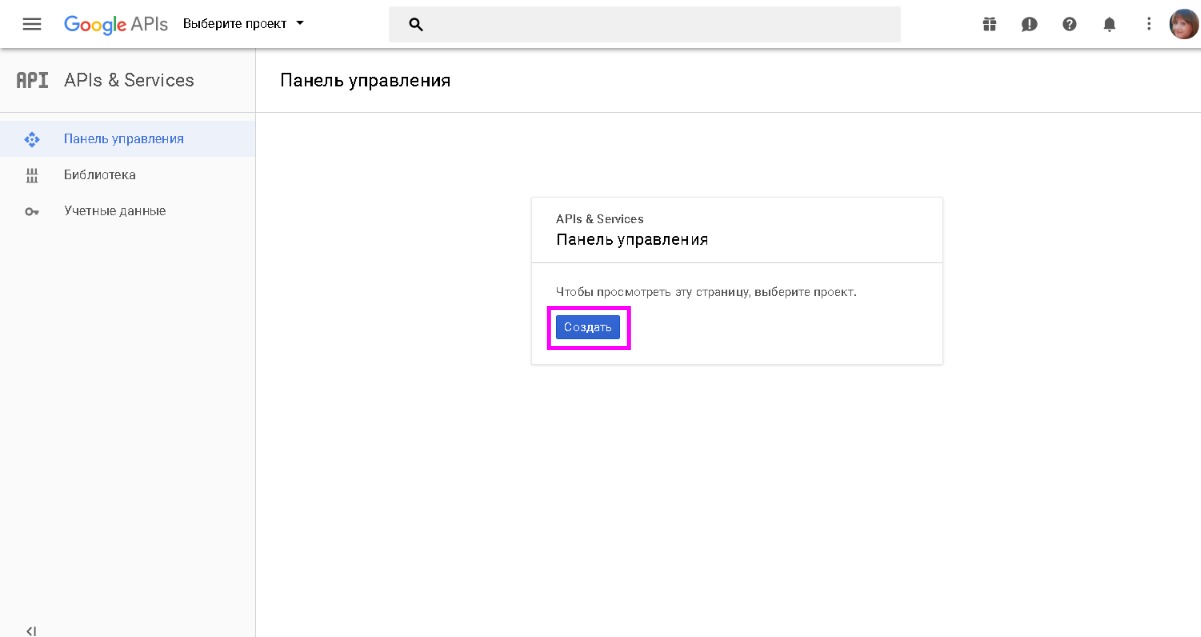 Google APIs Выберите проект
API APIs & Services
Панель управления
Панель управления
Библиотека
Учетные данные
APIs & Services
Панель управления
Чтобы просмотреть эту страницу, выберите проект.
Создать